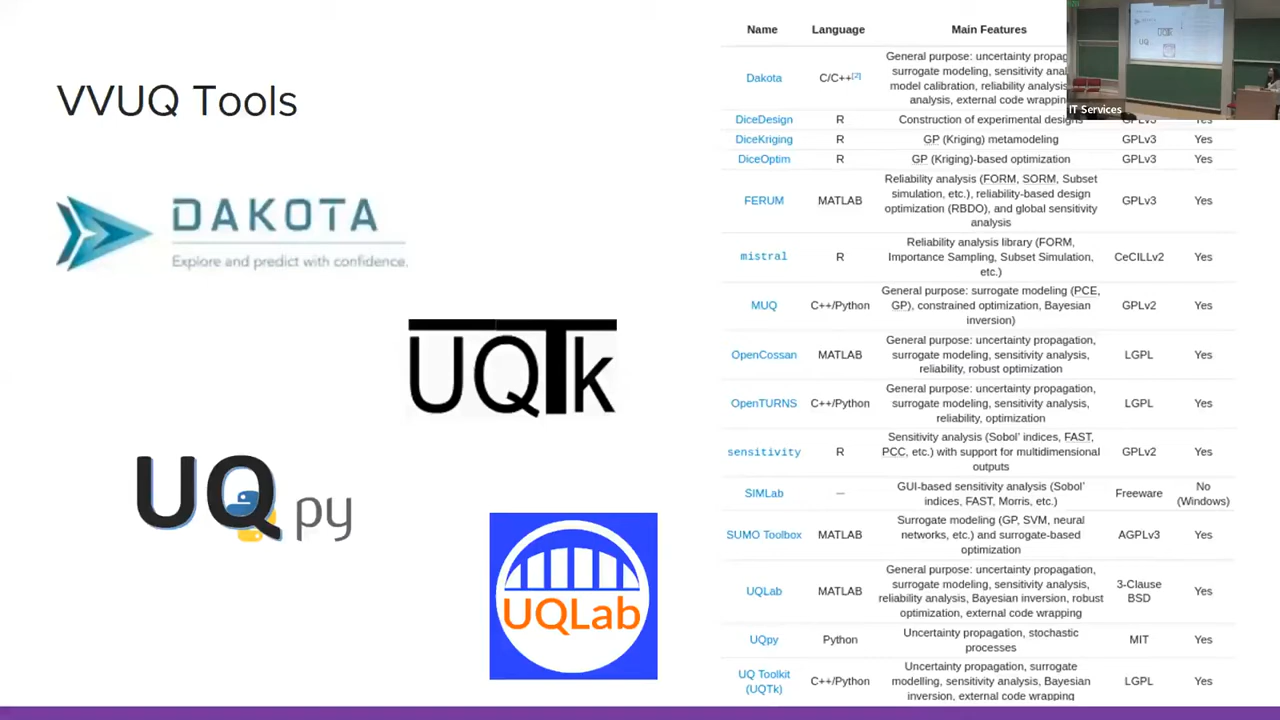 VVUQ Tools
DAKOTA
Explore and predict with confidence.
UQTk
UQ py
UQLab
Name Language Main Features
Dakota C/C++[2] General purpose: uncertainty
surrogate modeling, sensitivity
model calibration, reliability
analysis, external code
DiceDesign R Construction of experimental designs GPLv3 Yes
DiceKriging R GP (Kriging) metamodeling GPLv3 Yes
DiceOptim R GP (Kriging)-based optimization GPLv3 Yes
FERUM MATLAB Reliability analysis (FORM, SORM, Subset
simulation, etc.), reliability-based design
optimization (RBDO), and global sensitivity
analysis GPLv3 Yes
mistral R Reliability analysis library (FORM,
Importance Sampling, Subset Simulation,
etc.) CeCILLv2 Yes
MUQ C++/Python General purpose: surrogate modeling (PCE,
GP), constrained optimization, Bayesian
inversion) GPLv2 Yes
OpenCossan MATLAB General purpose: uncertainty propagation,
surrogate modeling, sensitivity analysis,
reliability, robust optimization LGPL Yes
OpenTURNS C++/Python General purpose: uncertainty propagation,
surrogate modeling, sensitivity analysis,
reliability, optimization LGPL Yes
sensitivity R Sensitivity analysis (Sobol’ indices, FAST,
PCC, etc.) with support for multidimensional
outputs GPLv2 Yes
SIMLab — GUI-based sensitivity analysis (Sobol’
indices, FAST, Morris, etc.) Freeware No
(Windows)
SUMO Toolbox MATLAB Surrogate modeling (GP, SVM, neural
networks, etc.) and surrogate-based
optimization AGPLv3 Yes
UQLab MATLAB General purpose: uncertainty propagation,
surrogate modeling, sensitivity analysis,
reliability analysis, Bayesian inversion, robust
optimization, external code wrapping 3-Clause
BSD Yes
UQpy Python Uncertainty propagation, stochastic
processes MIT Yes
UQ Toolkit
(UQTk) C++/Python Uncertainty propagation, surrogate
modelling, sensitivity analysis, Bayesian
inversion, external code wrapping LGPL Yes
IT Services